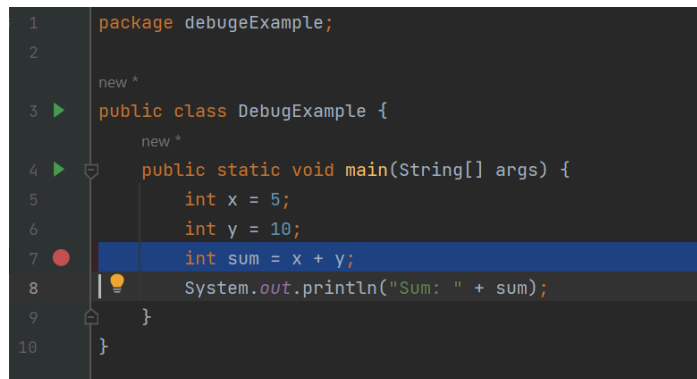 1 package debugeExample;
2
new *
3 public class DebugExample {
new *
4 public static void main(String[] args) {
5 int x = 5;
6 int y = 10;
7 int sum = x + y;
8 System.out.println("Sum: " + sum);
9 }
10 }